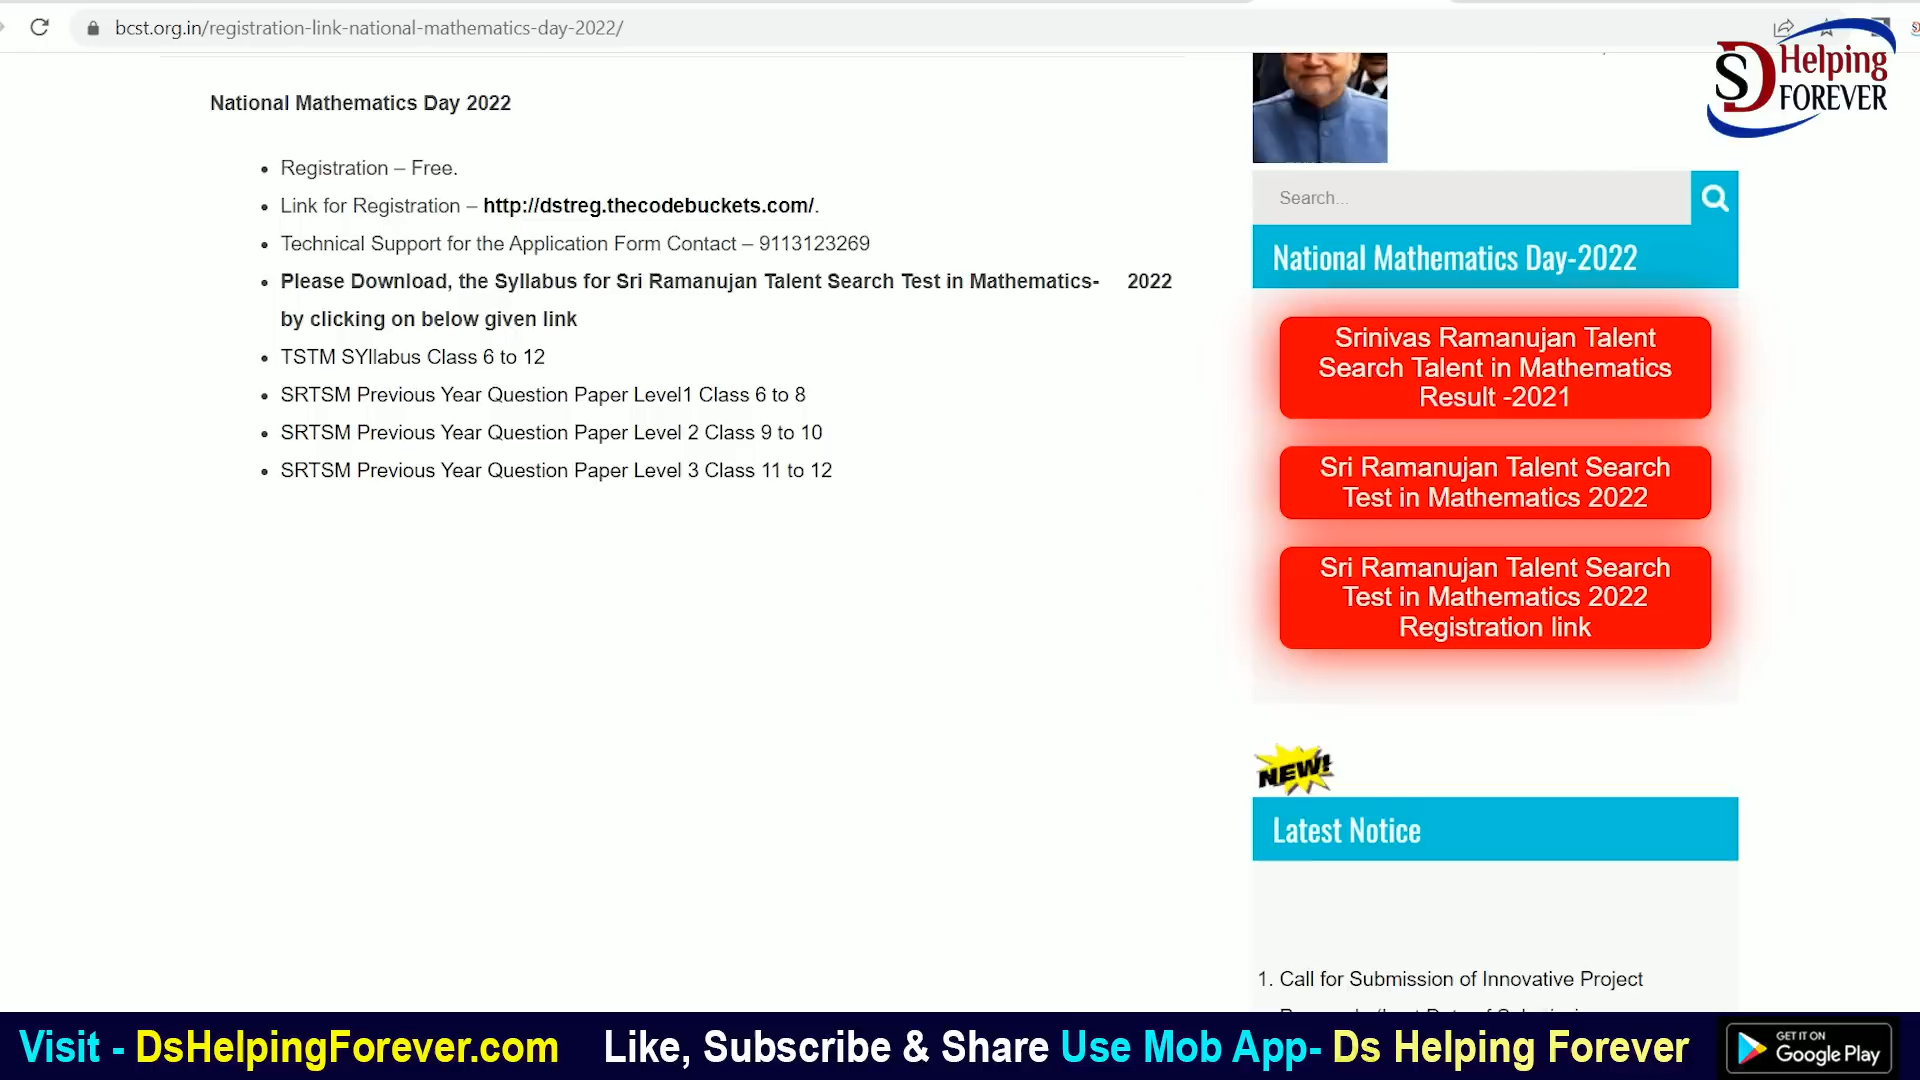 bcst.org.in/registration-link-national-mathematics-day-2022/
SD Helping
FOREVER
National Mathematics Day 2022
Registration – Free.
Link for Registration – http://dstreg.thecodebuckets.com/.
Technical Support for the Application Form Contact – 9113123269
Please Download, the Syllabus for Sri Ramanujan Talent Search Test in Mathematics- 2022
by clicking on below given link
TSTM SYllabus Class 6 to 12
SRTSM Previous Year Question Paper Level1 Class 6 to 8
SRTSM Previous Year Question Paper Level 2 Class 9 to 10
SRTSM Previous Year Question Paper Level 3 Class 11 to 12
Search...
National Mathematics Day-2022
Srinivas Ramanujan Talent
Search Talent in Mathematics
Result -2021
Sri Ramanujan Talent Search
Test in Mathematics 2022
Sri Ramanujan Talent Search
Test in Mathematics 2022
Registration link
NEW!
Latest Notice
1. Call for Submission of Innovative Project
Visit - DsHelpingForever.com Like, Subscribe & Share Use Mob App- Ds Helping Forever
GET IT ON
Google Play